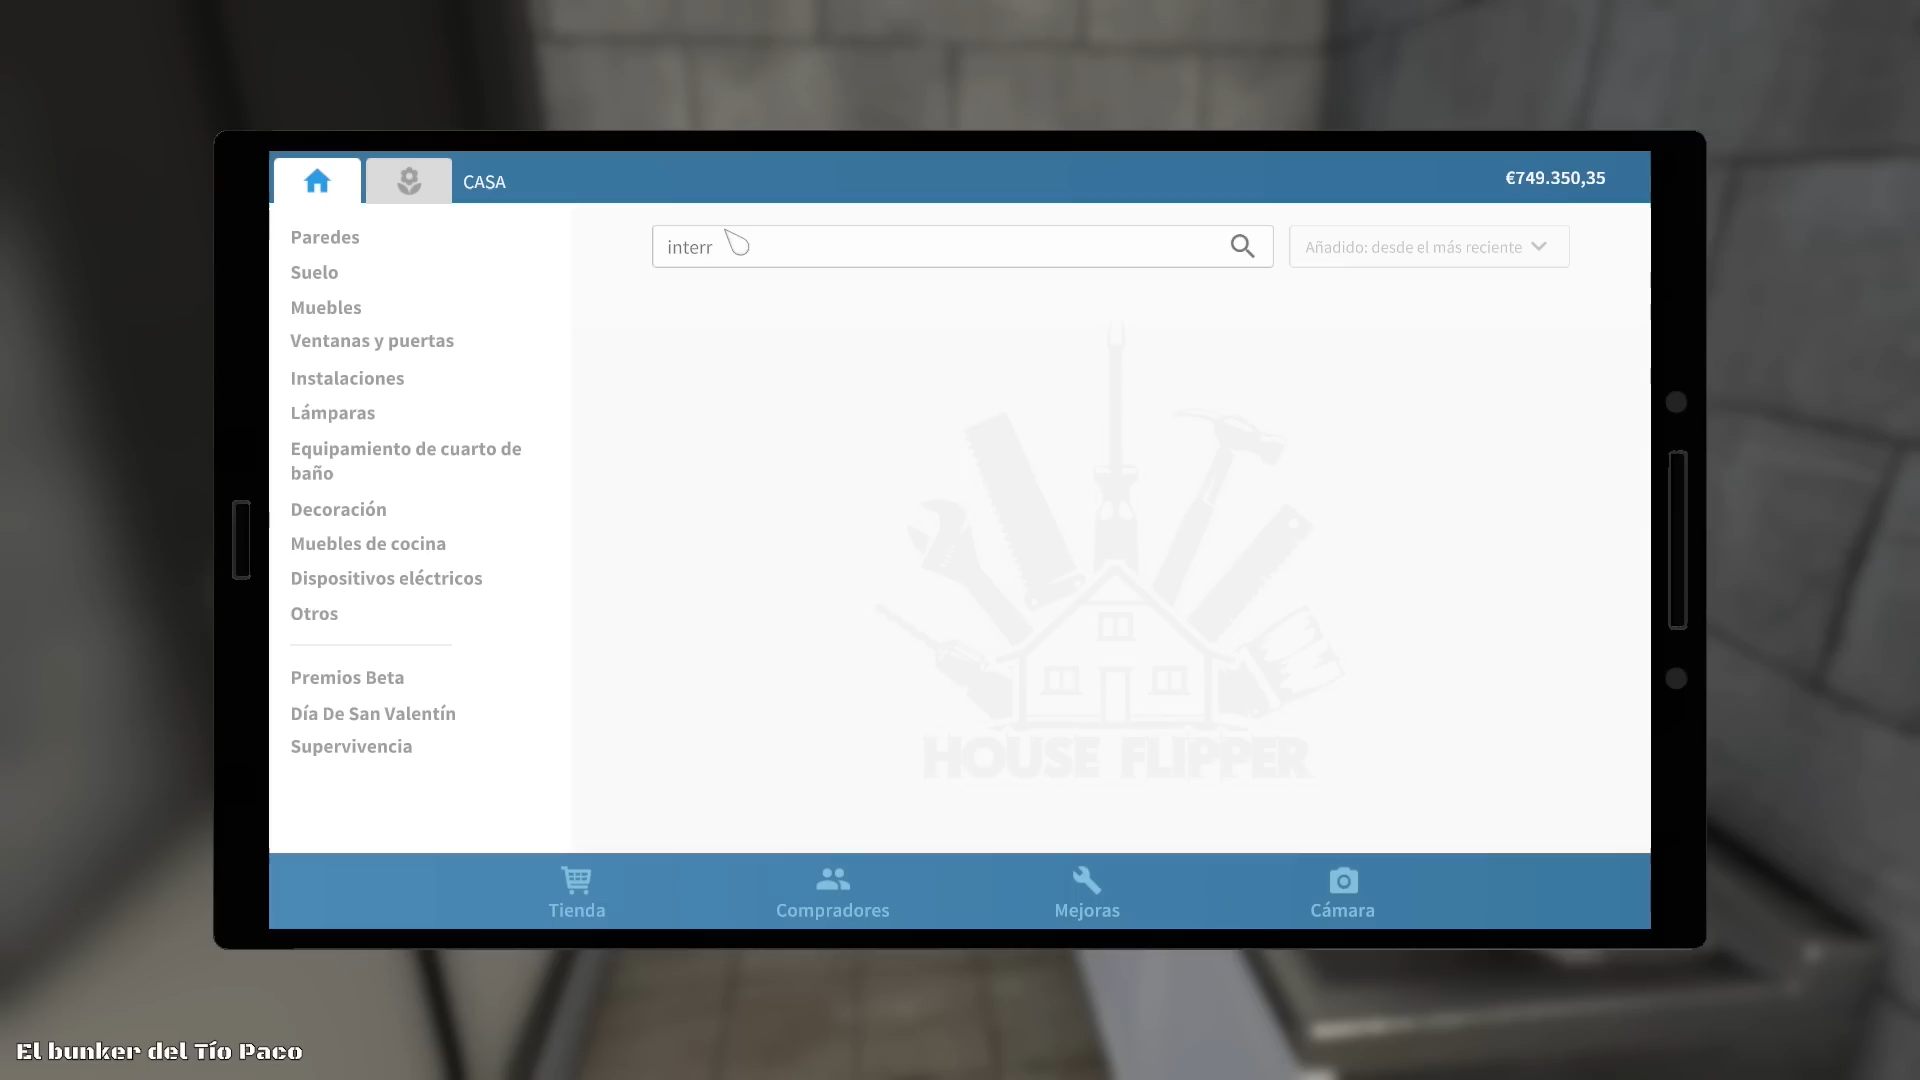 CASA
€749.350,35
interr
Añadido: desde el más reciente
Paredes
Suelo
Muebles
Ventanas y puertas
Instalaciones
Lámparas
Equipamiento de cuarto de
baño
Decoración
Muebles de cocina
Dispositivos eléctricos
Otros
Premios Beta
Día De San Valentín
Supervivencia
HOUSE FLIPPER
Tienda
Compradores
Mejoras
Cámara
El bunker del Tío Paco